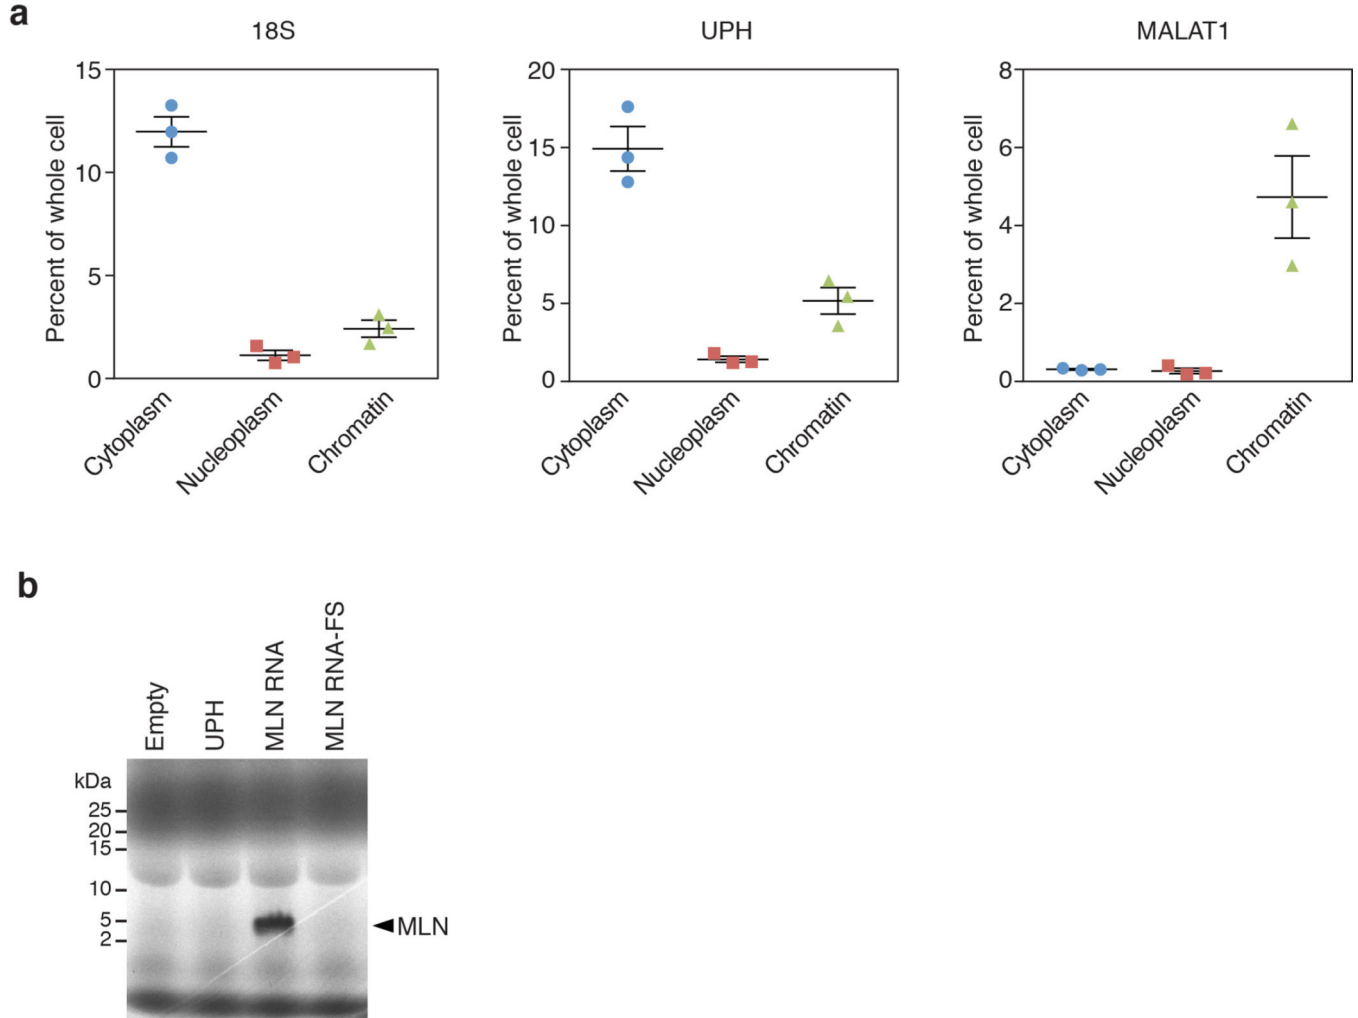 a
18S
UPH
MALAT1
Percent of whole cell
15
10
5
0
Cytoplasm
Nucleoplasm
Chromatin
Percent of whole cell
20
15
10
5
0
Cytoplasm
Nucleoplasm
Chromatin
Percent of whole cell
8
6
4
2
0
Cytoplasm
Nucleoplasm
Chromatin
b
Empty
UPH
MLN RNA
MLN RNA-FS
kDa
25
20
15
10
5
2
MLN